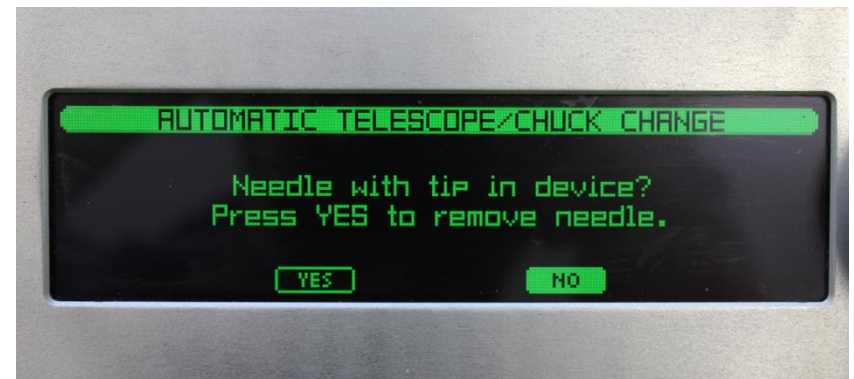 AUTOMATIC TELESCOPE/CHUCK CHANGE
Needle with tip in device?
Press YES to remove needle.
YES NO